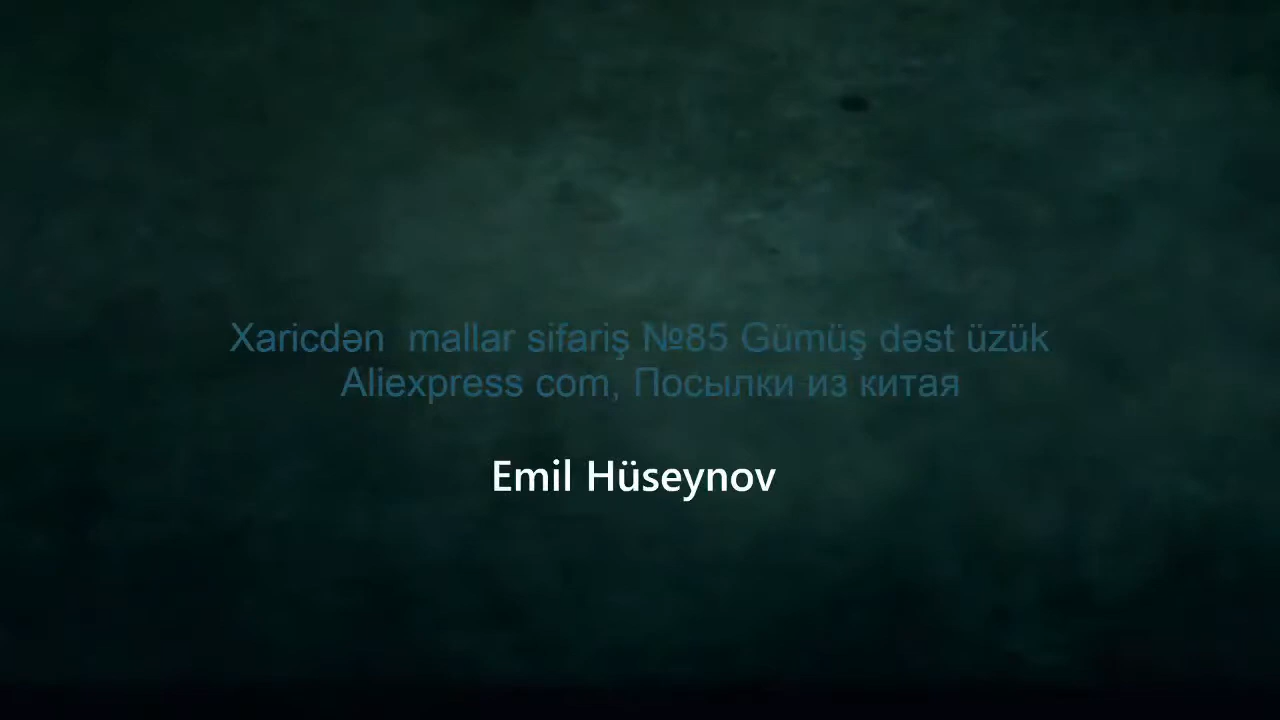 Xaricdən mallar sifariş №85 Gümüş dəst üzük
Aliexpress com, Посылки из китая
Emil Hüseynov